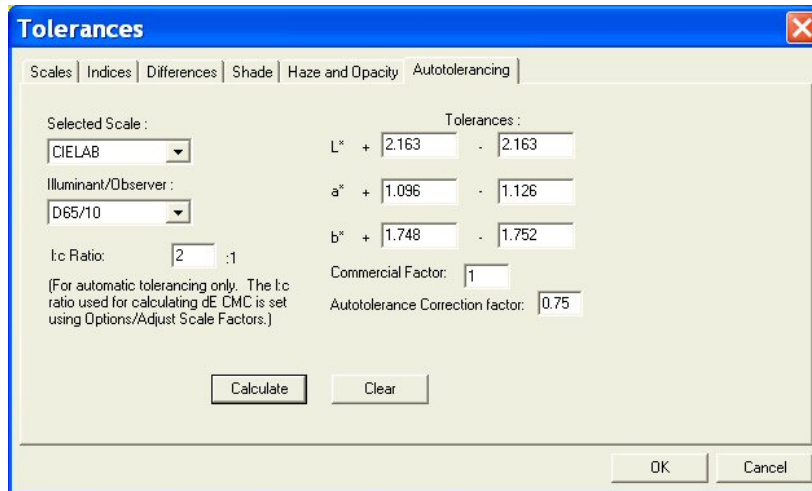 Tolerances
Scales Indices Differences Shade Haze and Opacity Autotolerancing
Selected Scale :
CIELAB
Illuminant/Observer :
D65/10
l:c Ratio: 2 :1
(For automatic tolerancing only. The l:c
ratio used for calculating dE CMC is set
using Options/Adjust Scale Factors.)
Tolerances :
L* + 2.163 - 2.163
a* + 1.096 - 1.126
b* + 1.748 - 1.752
Commercial Factor: 1
Autotolerance Correction factor: 0.75
Calculate Clear
OK Cancel